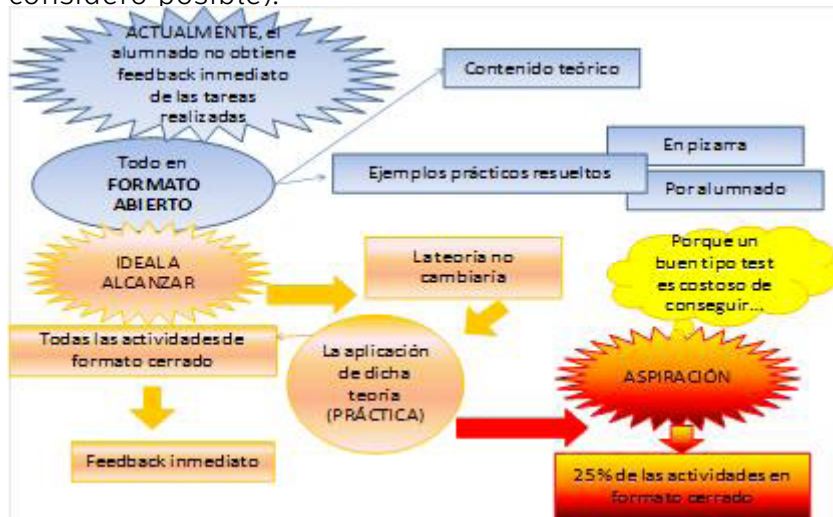 considero posible).
ACTUALMENTE, el
alumnado no obtiene
feedback inmediato
de las tareas
realizadas
Contenido teórico
Todo en
FORMATO
ABIERTO
Ejemplos prácticos resueltos
En pizarra
Por alumnado
IDEAL A
ALCANZAR
La teoría no
cambiaría
Porque un
buen tipo test
es costoso de
conseguir...
Todas las actividades de
formato cerrado
La aplicación
de dicha
teoría
(PRÁCTICA)
ASPIRACIÓN
Feedback inmediato
25% de las actividades en
formato cerrado